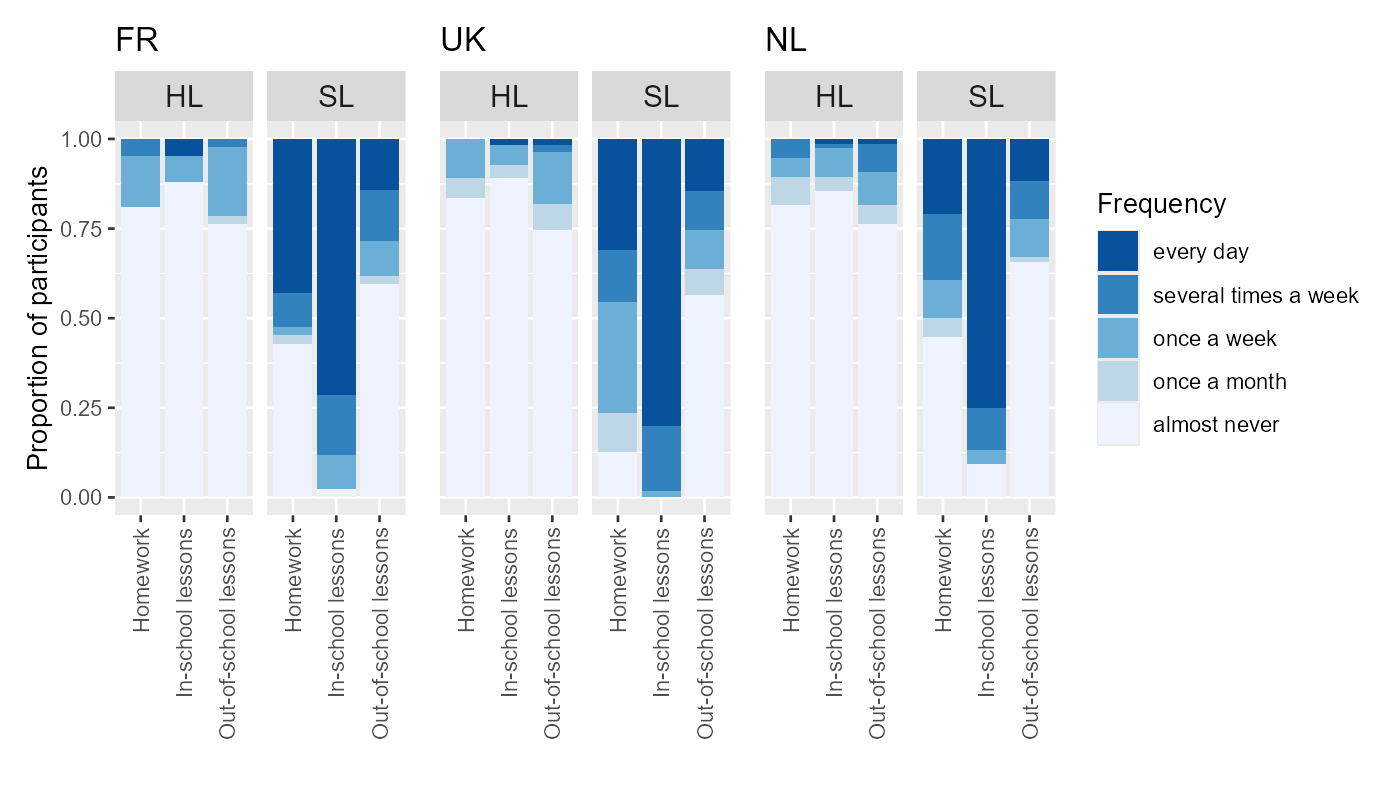 FR UK NL
HL SL HL SL HL SL
Proportion of participants
1.00
0.75
0.50
0.25
0.00
Homework
In-school lessons
Out-of-school lessons
Homework
In-school lessons
Out-of-school lessons
Homework
In-school lessons
Out-of-school lessons
Homework
In-school lessons
Out-of-school lessons
Homework
In-school lessons
Out-of-school lessons
Homework
In-school lessons
Out-of-school lessons
Frequency
every day
several times a week
once a week
once a month
almost never